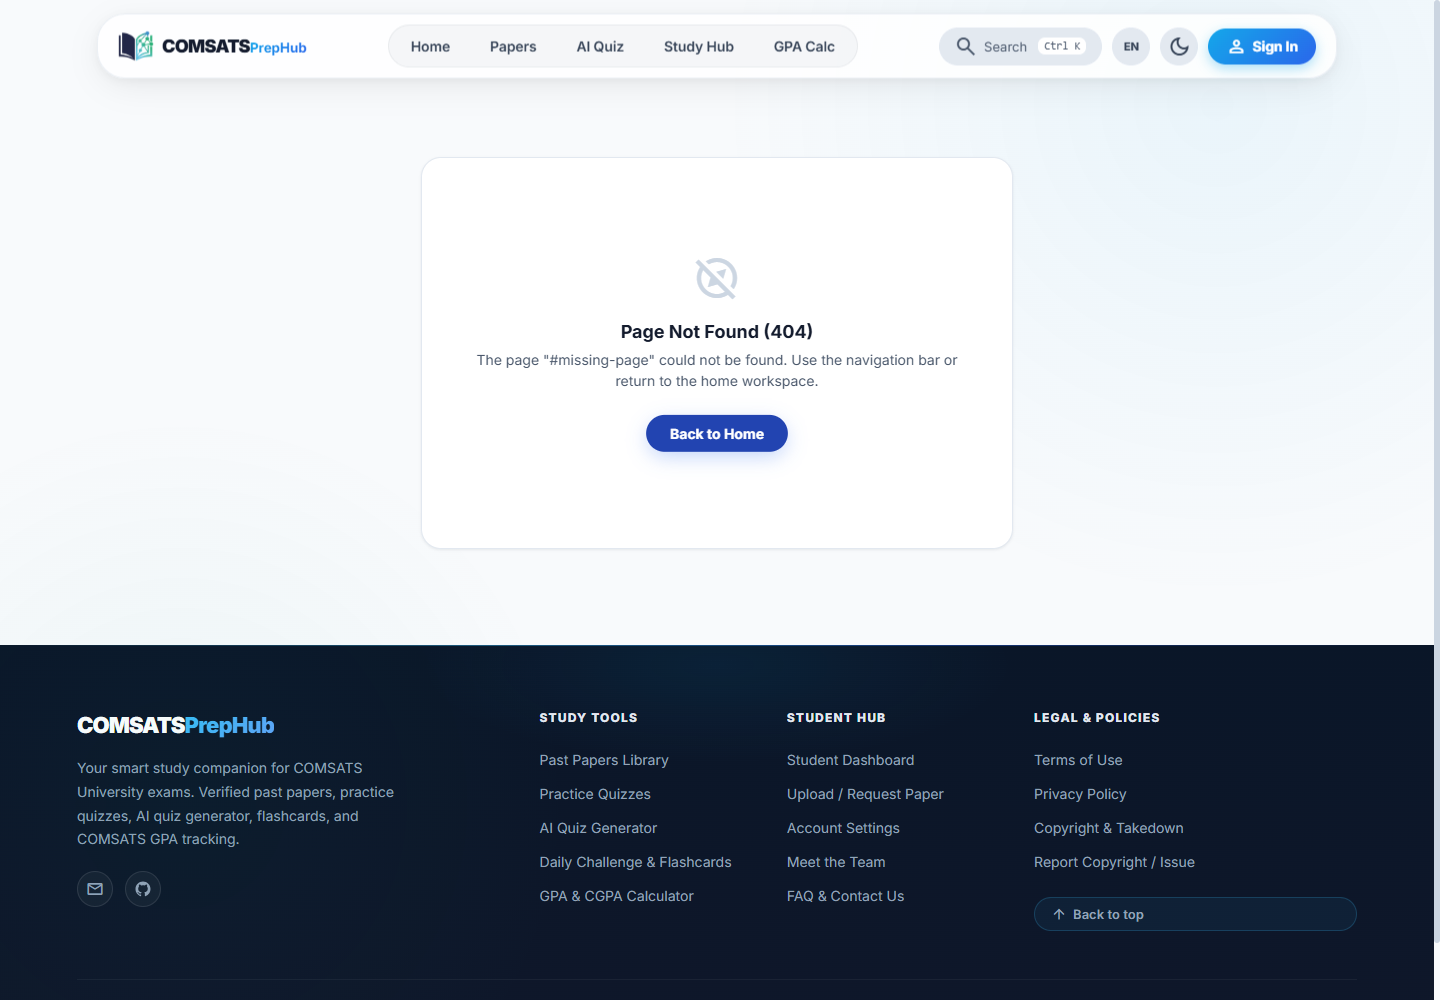 COMSATSPrepHub
Home
Papers
AI Quiz
Study Hub
GPA Calc
Search
Ctrl K
EN
Sign In
Page Not Found (404)
The page "#missing-page" could not be found. Use the navigation bar or
return to the home workspace.
Back to Home
COMSATSPrepHub
Your smart study companion for COMSATS
University exams. Verified past papers, practice
quizzes, AI quiz generator, flashcards, and
COMSATS GPA tracking.
STUDY TOOLS
Past Papers Library
Practice Quizzes
AI Quiz Generator
Daily Challenge & Flashcards
GPA & CGPA Calculator
STUDENT HUB
Student Dashboard
Upload / Request Paper
Account Settings
Meet the Team
FAQ & Contact Us
LEGAL & POLICIES
Terms of Use
Privacy Policy
Copyright & Takedown
Report Copyright / Issue
Back to top